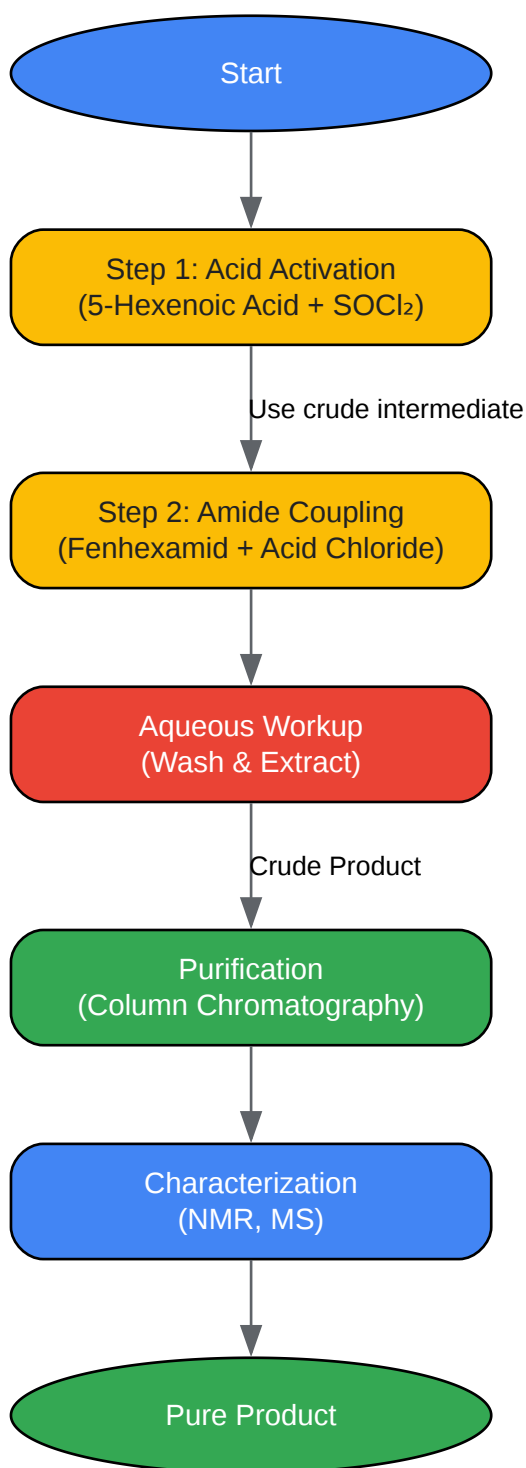 Start
Step 1: Acid Activation
(5-Hexenoic Acid + SOCl₂)
Use crude intermediate
Step 2: Amide Coupling
(Fenhexamid + Acid Chloride)
Aqueous Workup
(Wash & Extract)
Crude Product
Purification
(Column Chromatography)
Characterization
(NMR, MS)
Pure Product